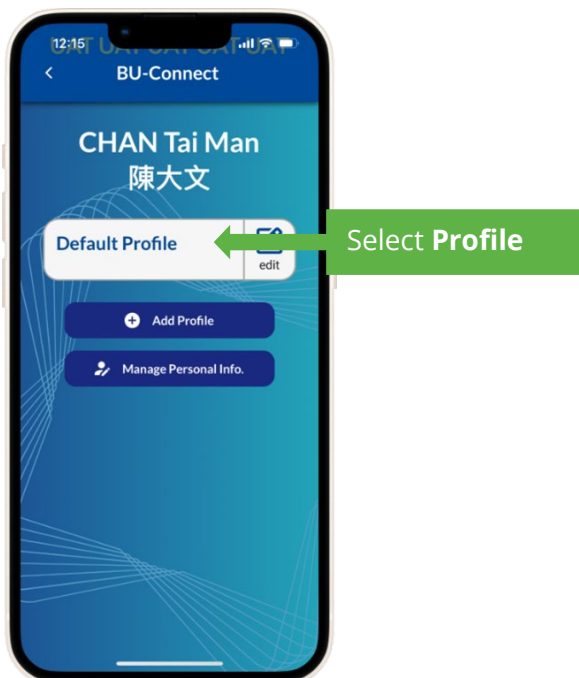 12:15
UAT UAT UAT UAT UAT
BU-Connect
CHAN Tai Man
陳大文
Default Profile
edit
Select Profile
Add Profile
Manage Personal Info.